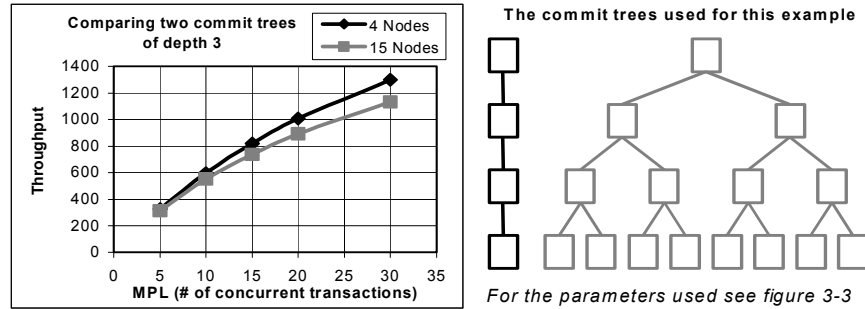 Comparing two commit trees
of depth 3
4 Nodes
15 Nodes
1400
1200
1000
800
600
400
200
0
Throughput
0 5 10 15 20 25 30 35
MPL (# of concurrent transactions)
The commit trees used for this example
For the parameters used see figure 3-3